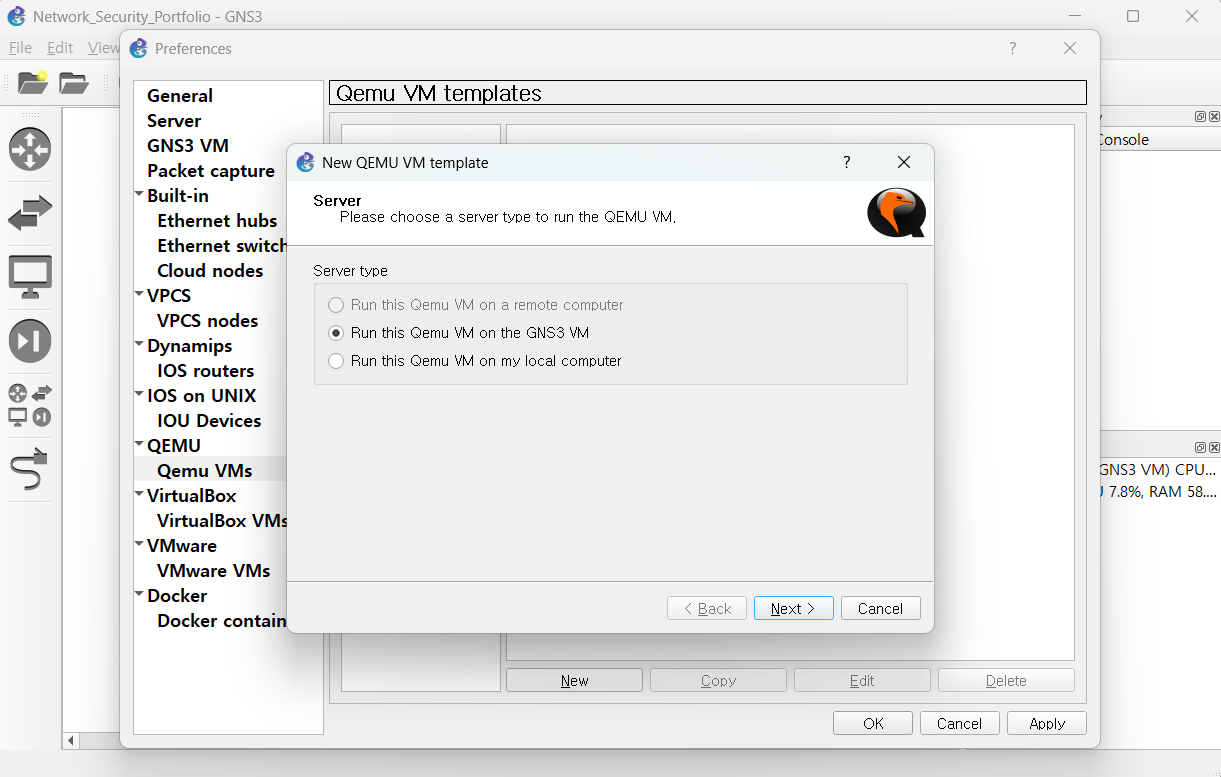 Network_Security_Portfolio - GNS3
File Edit View
Preferences
?
General
Server
GNS3 VM
Packet capture
Built-in
Ethernet hubs
Ethernet switch
Cloud nodes
VPCS
VPCS nodes
Dynamips
IOS routers
IOS on UNIX
IOU Devices
QEMU
Qemu VMs
VirtualBox
VirtualBox VMs
VMware
VMware VMs
Docker
Docker contain
Qemu VM templates
New QEMU VM template
?
Server
Please choose a server type to run the QEMU VM.
Server type
Run this Qemu VM on a remote computer
Run this Qemu VM on the GNS3 VM
Run this Qemu VM on my local computer
< Back Next > Cancel
New Copy Edit Delete
OK Cancel Apply
Console
GNS3 VM) CPU...
7.8%, RAM 58....